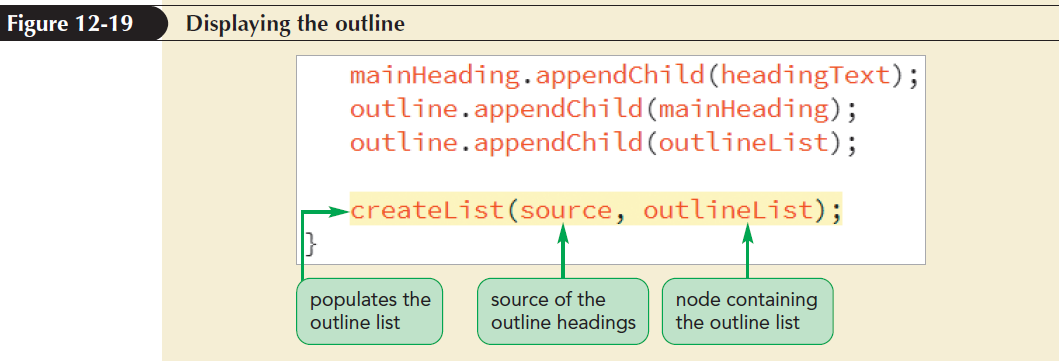 Figure 12-19 Displaying the outline
mainHeading.appendChild(headingText);
outline.appendChild(mainHeading);
outline.appendChild(outlineList);
createList(source, outlineList);
}
populates the
outline list
source of the
outline headings
node containing
the outline list